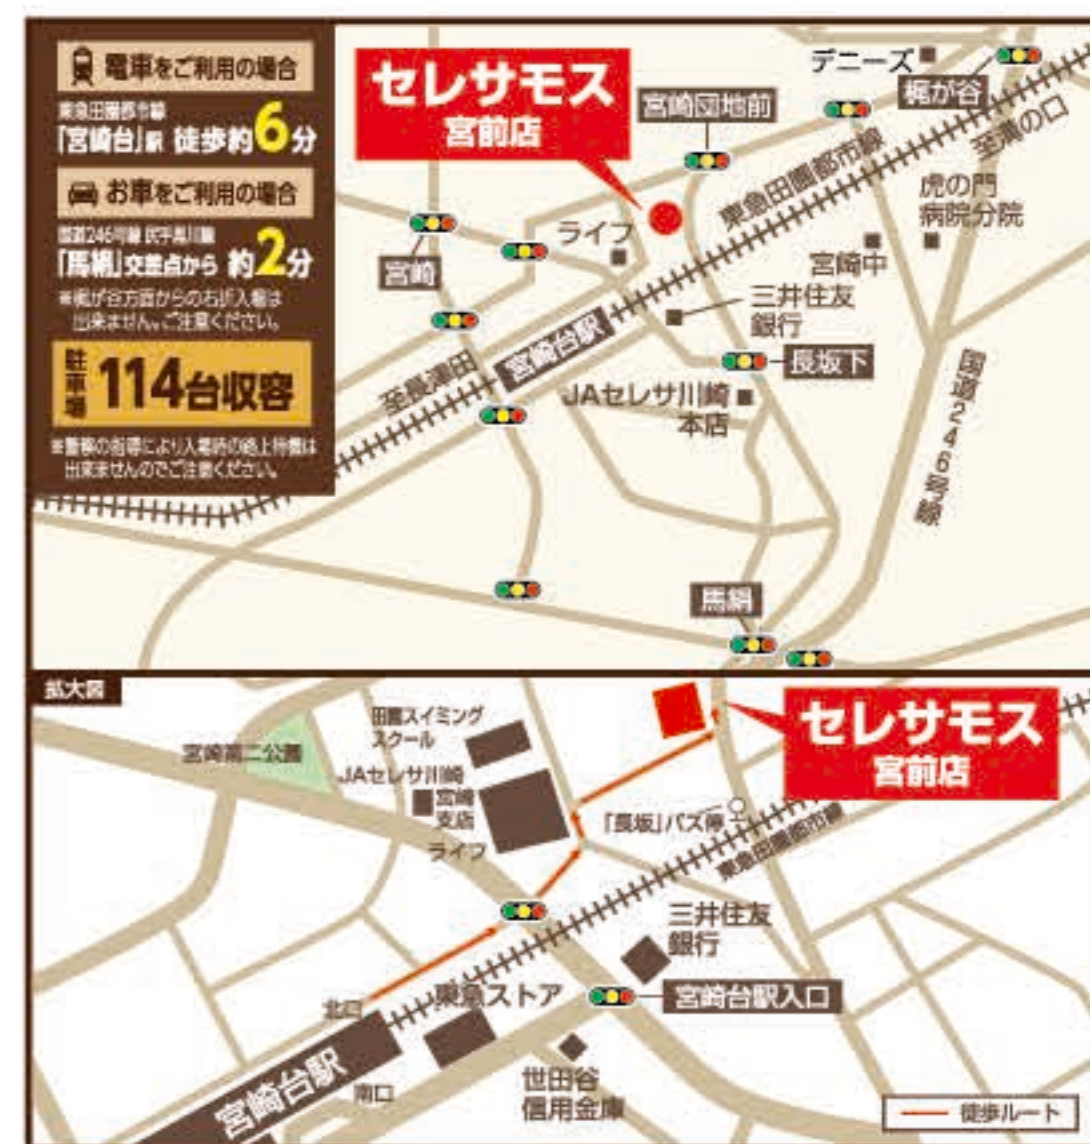 電車をご利用の場合
東急田園都市線
「宮崎台」駅 徒歩約6分
お車をご利用の場合
「馬絹」交差点から 約2分
※梶が谷方面からの右折入場は
出来ません。ご注意ください。
駐車場
114台収容
※警察の指導により入場時の路上待機は
出来ませんのでご注意ください。
セレサモス
宮前店
宮崎団地前
デニーズ
梶が谷
至溝の口
東急田園都市線
虎の門
病院分院
宮崎中
ライフ
宮崎
三井住友
銀行
宮崎台駅
至長津田
長坂下
JAセレサ川崎
本店
国道246号線
馬絹
拡大図
宮崎第二公園
田園スイミング
スクール
JAセレサ川崎
宮崎
支店
ライフ
セレサモス
宮前店
「長坂」バス停
東急田園都市線
三井住友
銀行
東急ストア
宮崎台駅入口
北口
宮崎台駅
南口
世田谷
信用金庫
徒歩ルート